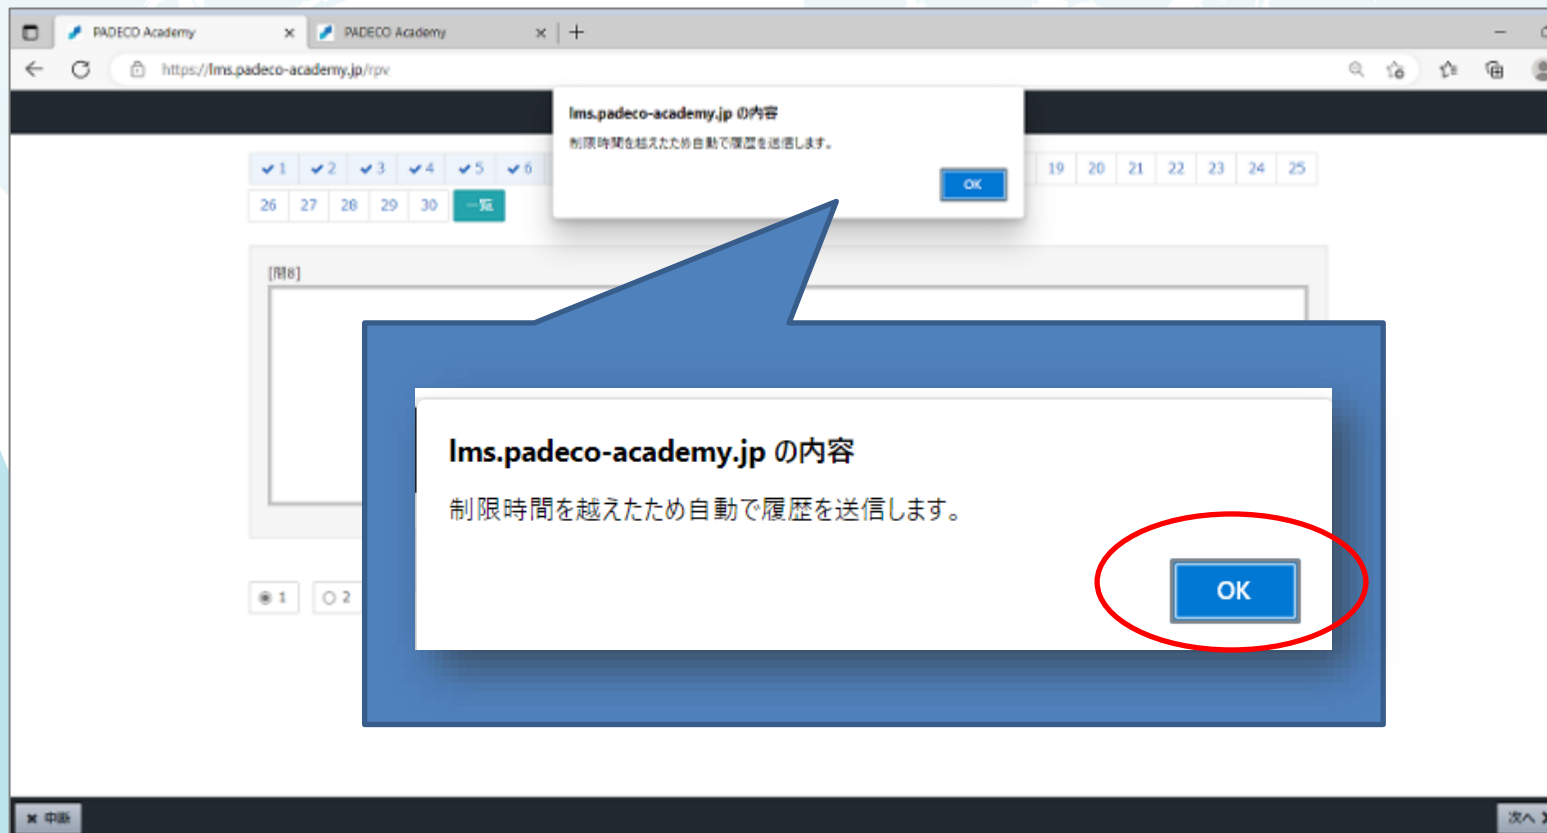 PADECO Academy
PADECO Academy
https://lms.padeco-academy.jp/rpv
lms.padeco-academy.jp の内容
制限時間を越えたため自動で履歴を送信します。
OK
1 2 3 4 5 6 19 20 21 22 23 24 25
26 27 28 29 30 一覧
[問8]
lms.padeco-academy.jp の内容
制限時間を越えたため自動で履歴を送信します。
OK
1 2
中断 次へ